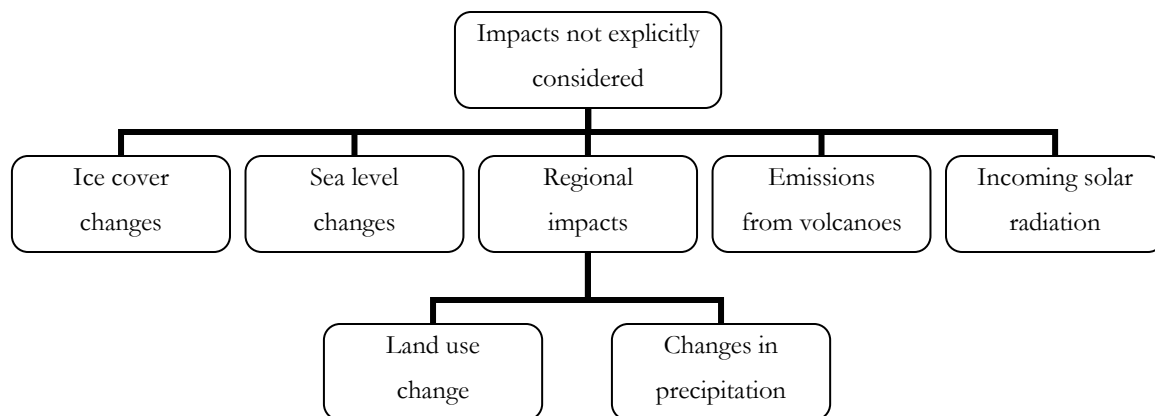 Impacts not explicitly
considered
Ice cover
changes
Sea level
changes
Regional
impacts
Emissions
from volcanoes
Incoming solar
radiation
Land use
change
Changes in
precipitation